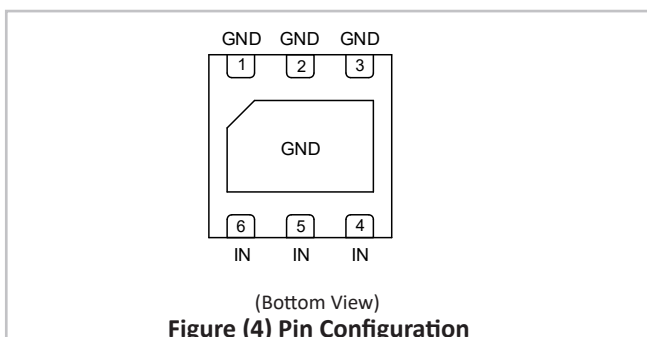 GND GND GND
1 2 3
GND
6 5 4
IN IN IN
(Bottom View)
Figure (4) Pin Configuration